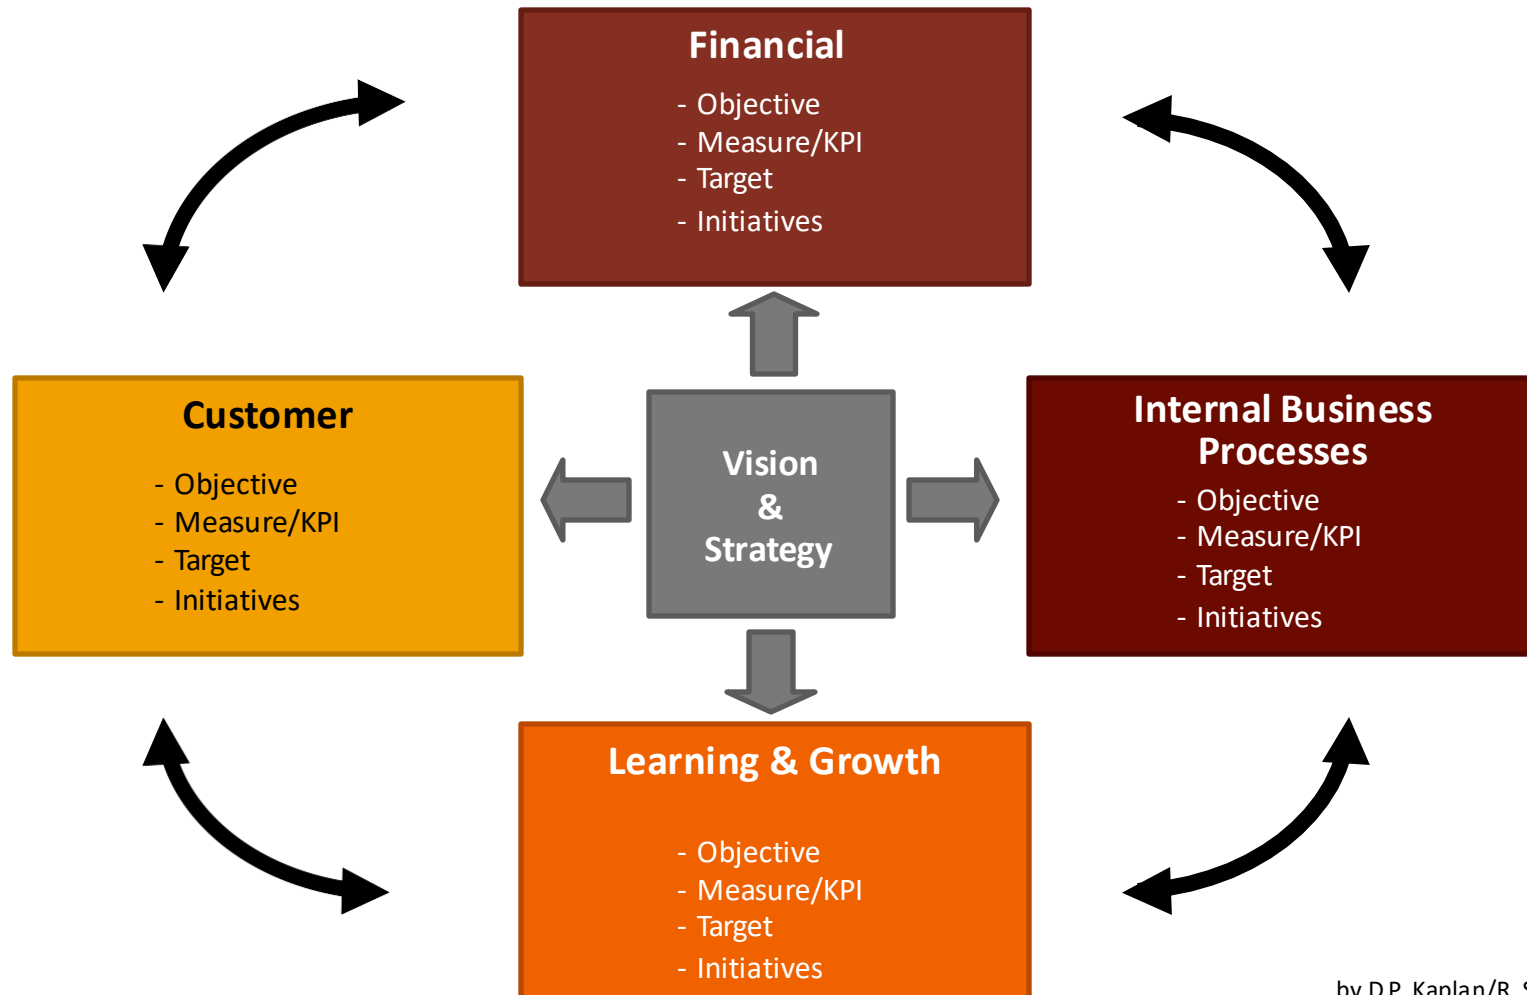 Financial
- Objective
- Measure/KPI
- Target
- Initiatives
Customer
- Objective
- Measure/KPI
- Target
- Initiatives
Vision
&
Strategy
Internal Business
Processes
- Objective
- Measure/KPI
- Target
- Initiatives
Learning & Growth
- Objective
- Measure/KPI
- Target
- Initiatives
by D.P. Kaplan/R. S